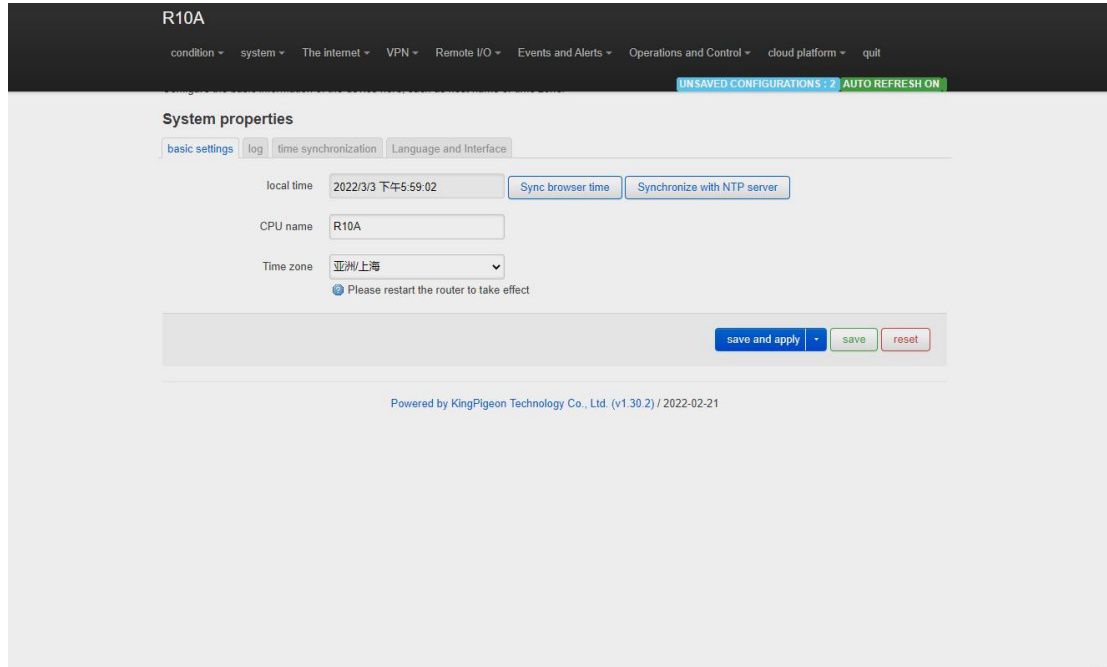 R10A
condition system The internet VPN Remote I/O Events and Alerts Operations and Control cloud platform quit
UNSAVED CONFIGURATIONS : 2 AUTO REFRESH ON
System properties
basic settings log time synchronization Language and Interface
local time 2022/3/3 下午5:59:02 Sync browser time Synchronize with NTP server
CPU name R10A
Time zone 亚洲/上海
Please restart the router to take effect
save and apply save reset
Powered by KingPigeon Technology Co., Ltd. (v1.30.2) / 2022-02-21